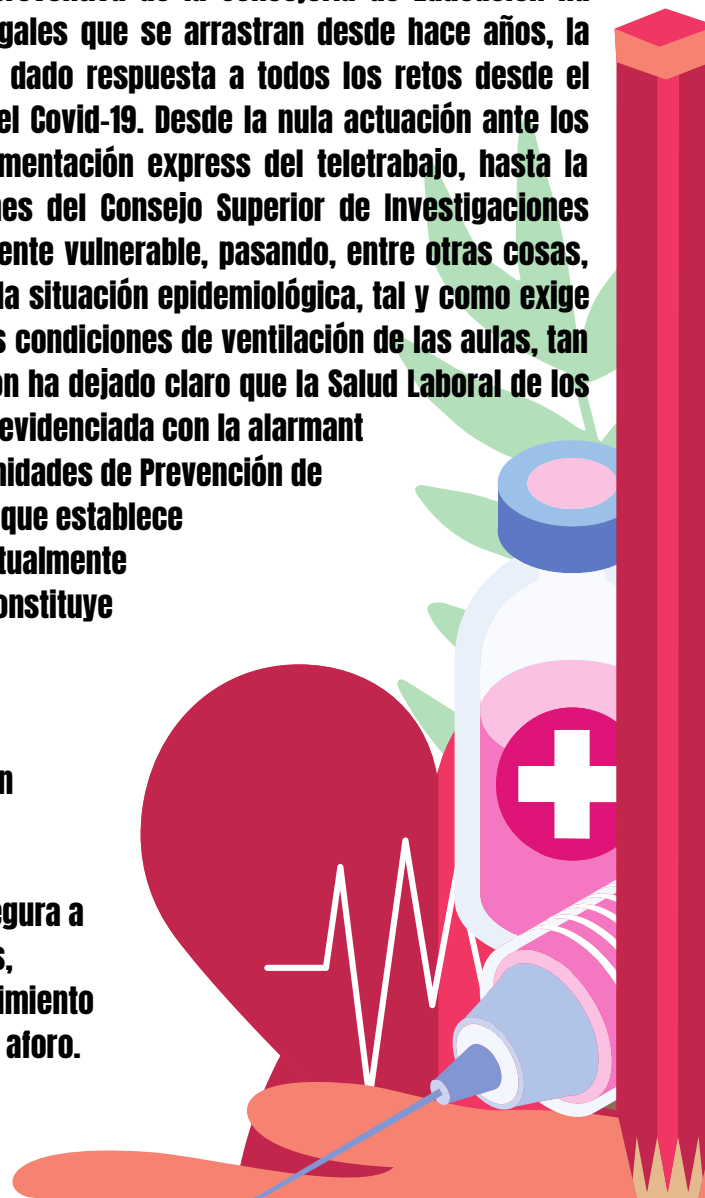 gales que se arrastran desde hace años, la
dado respuesta a todos los retos desde el
el Covid-19. Desde la nula actuación ante los
mentación express del teletrabajo, hasta la
nes del Consejo Superior de Investigaciones
ente vulnerable, pasando, entre otras cosas,
la situación epidemiológica, tal y como exige
s condiciones de ventilación de las aulas, tan
on ha dejado claro que la Salud Laboral de los
evidenciada con la alarmant
nidades de Prevención de
que establece
tualmente
onstituye
n
egura a
s,
imiento
aforo.